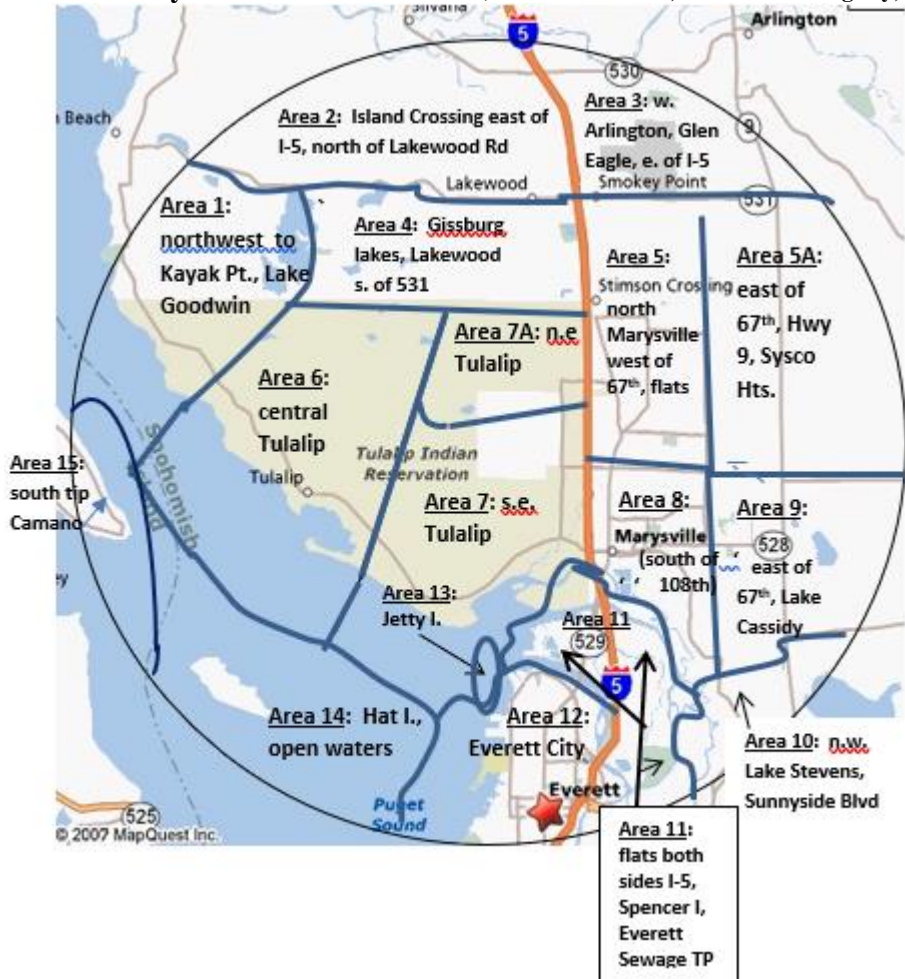 Silvana
Arlington
5
530
Area 2: Island Crossing east of
I-5, north of Lakewood Rd
Area 3: w.
Arlington, Glen
Eagle, e. of I-5
9
Beach
Lakewood
Smokey Point
531
Area 1:
northwest to
Kayak Pt., Lake
Goodwin
Area 4: Gissburg
lakes, Lakewood
s. of 531
Area 5:
Stimson Crossing
north
Marysville
west of
67th, flats
Area 5A:
east of
67th, Hwy
9, Sysco
Hts.
Area 7A: n.e
Tulalip
Area 6:
central
Tulalip
Tulalip Indian
Reservation
Tulalip
Area 15:
south tip
Camano
Snohomish
Area 7: s.e.
Tulalip
Area 8:
Marysville
(south of
108th)
Area 9:
528
east of
67th, Lake
Cassidy
Area 13:
Jetty I.
Area 11
529
5
Area 14: Hat I.,
open waters
Area 12:
Everett City
Area 10: n.w.
Lake Stevens,
Sunnyside Blvd
Everett
Puget
Sound
525
© 2007 MapQuest Inc.
Area 11:
flats both
sides I-5,
Spencer I,
Everett
Sewage TP